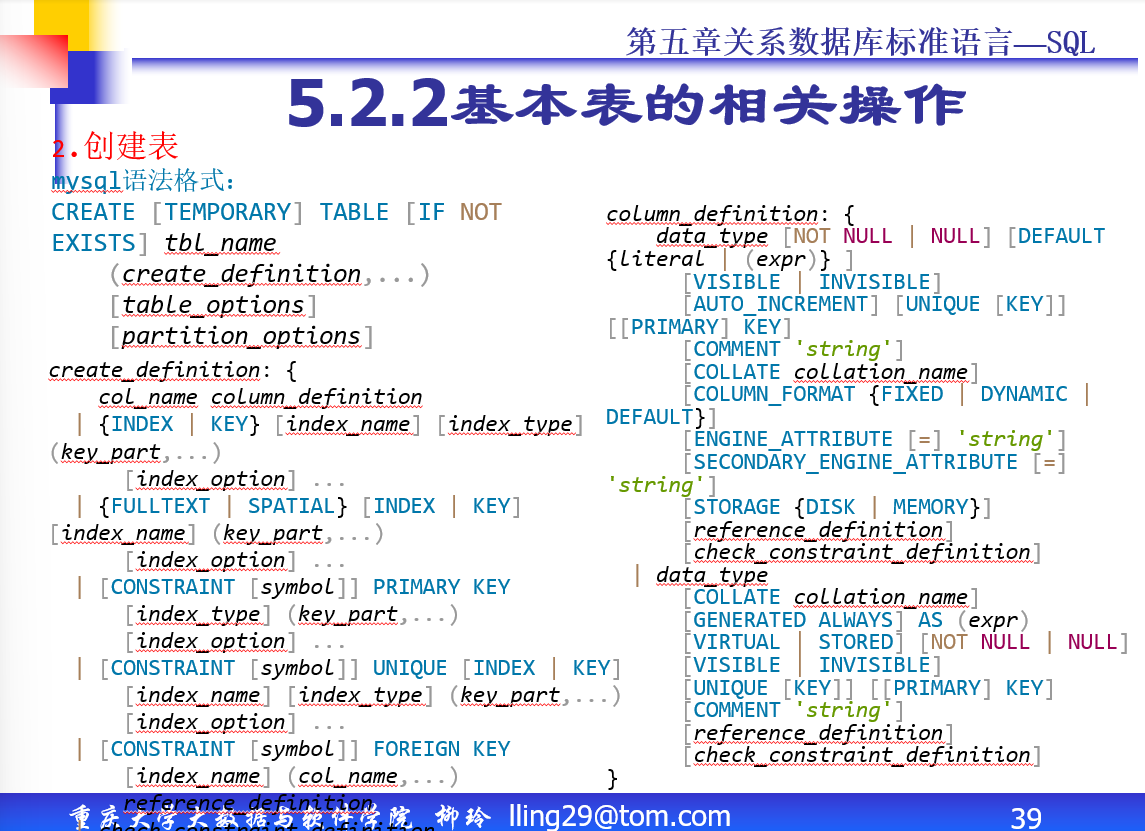 第五章关系数据库标准语言—SQL
5.2.2基本表的相关操作
2.创建表
mysql语法格式:
CREATE [TEMPORARY] TABLE [IF NOT
EXISTS] tbl_name
(create_definition,...)
[table_options]
[partition_options]
create_definition: {
col_name column_definition
| {INDEX | KEY} [index_name] [index_type]
(key_part,...)
[index_option] ...
| {FULLTEXT | SPATIAL} [INDEX | KEY]
[index_name] (key_part,...)
[index_option] ...
| [CONSTRAINT [symbol]] PRIMARY KEY
[index_type] (key_part,...)
[index_option] ...
| [CONSTRAINT [symbol]] UNIQUE [INDEX | KEY]
[index_name] [index_type] (key_part,...)
[index_option] ...
| [CONSTRAINT [symbol]] FOREIGN KEY
[index_name] (col_name,...)
reference_definition
| check_constraint_definition
column_definition: {
data_type [NOT NULL | NULL] [DEFAULT
{literal | (expr)} ]
[VISIBLE | INVISIBLE]
[AUTO_INCREMENT] [UNIQUE [KEY]]
[[PRIMARY] KEY]
[COMMENT 'string']
[COLLATE collation_name]
[COLUMN_FORMAT {FIXED | DYNAMIC |
DEFAULT}]
[ENGINE_ATTRIBUTE [=] 'string']
[SECONDARY_ENGINE_ATTRIBUTE [=]
'string']
[STORAGE {DISK | MEMORY}]
[reference_definition]
[check_constraint_definition]
| data_type
[COLLATE collation_name]
[GENERATED ALWAYS] AS (expr)
[VIRTUAL | STORED] [NOT NULL | NULL]
[VISIBLE | INVISIBLE]
[UNIQUE [KEY]] [[PRIMARY] KEY]
[COMMENT 'string']
[reference_definition]
[check_constraint_definition]
}
重庆大学大数据与软件学院 柳玲 lling29@tom.com
39